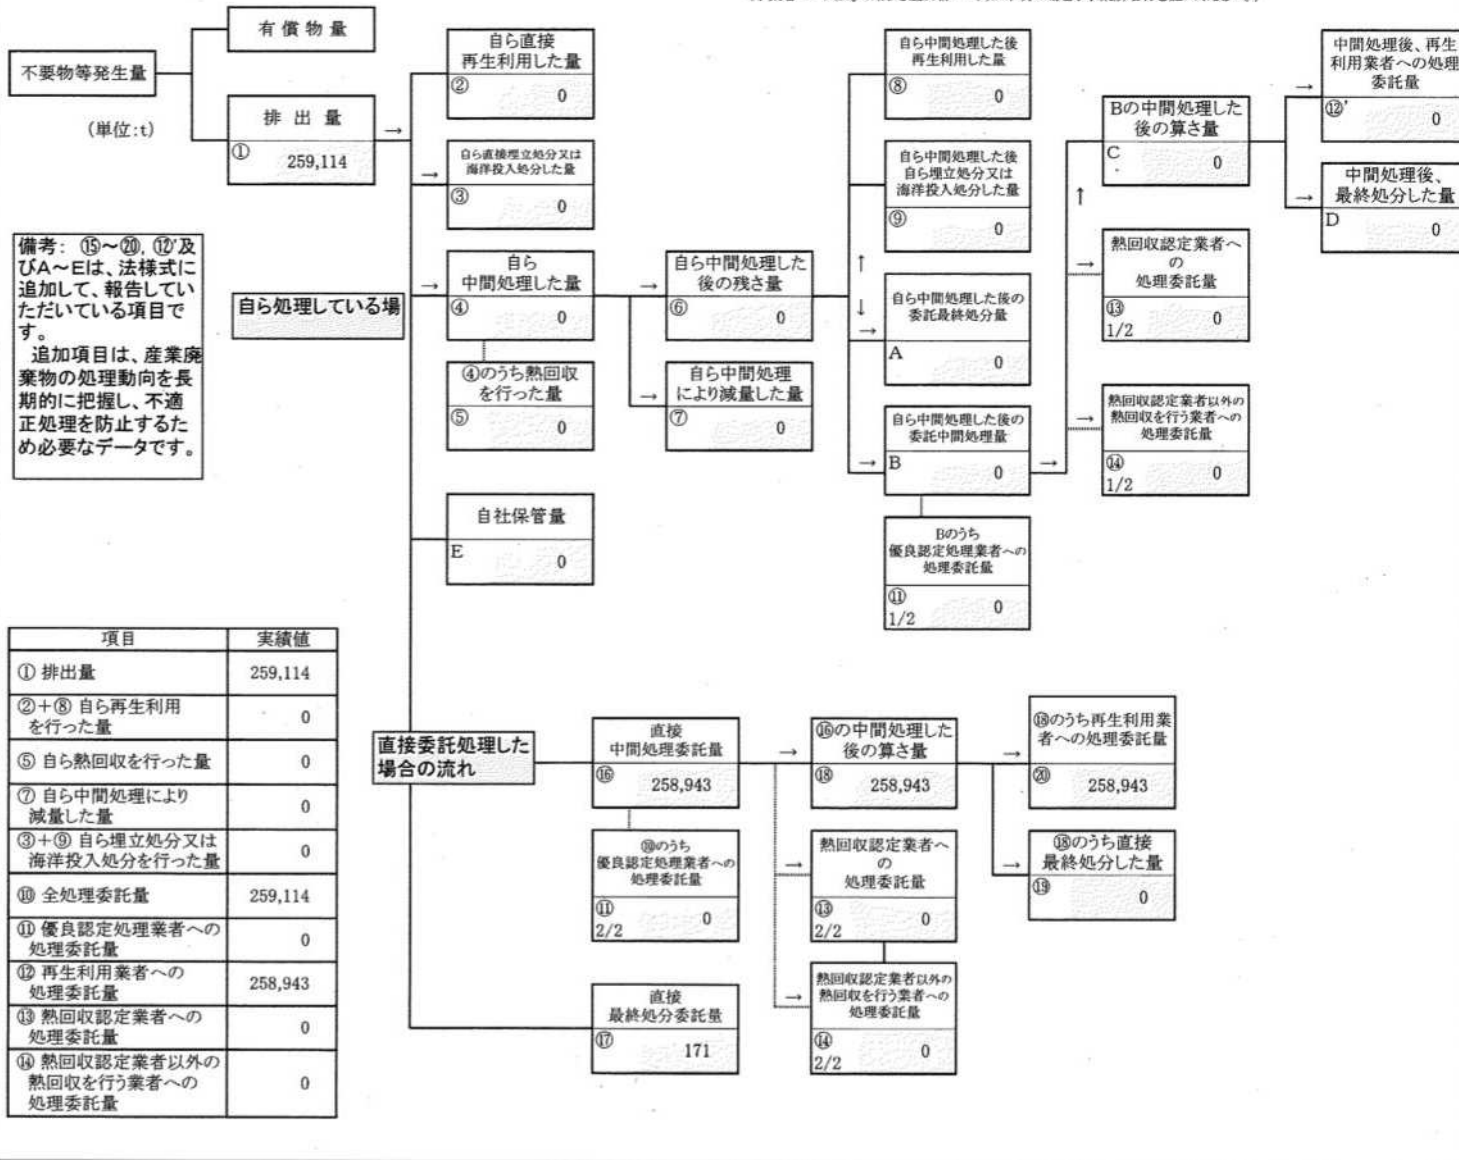 有 償 物 量
不要物等発生量
(単位:t)
排 出 量
①
259,114
→
備考: ⑮～⑳, ⑫'及
びA～Eは、法様式に
追加して、報告してい
ただいている項目で
す。
追加項目は、産業廃
棄物の処理動向を長
期的に把握し、不適
正処理を防止するた
め必要なデータです。
自ら処理している場
自ら直接
再生利用した量
②
0
→
自ら直接埋立処分又は
海洋投入処分した量
③
0
→
自ら
中間処理した量
④
0
④のうち熱回収
を行った量
⑤
0
自社保管量
E
0
→
自ら中間処理した
後の残さ量
⑥
0
→
自ら中間処理
により減量した量
⑦
0
自ら中間処理した後
再生利用した量
⑧
0
自ら中間処理した後
自ら埋立処分又は
海洋投入処分した量
⑨
0
↑
↓
→
自ら中間処理した後の
委託最終処分量
A
0
→
自ら中間処理した後の
委託中間処理量
B
0
Bのうち
優良認定処理業者への
処理委託量
⑪
1/2
0
→
↑
Bの中間処理した
後の算さ量
C
0
→
熱回収認定業者へ
の
処理委託量
⑬
1/2
0
→
熱回収認定業者以外の
熱回収を行う業者への
処理委託量
⑭
1/2
0
→
中間処理後、再生
利用業者への処理
委託量
⑫'
0
→
中間処理後、
最終処分した量
D
0
項目 実績値
① 排出量 259,114
②+⑧ 自ら再生利用
を行った量 0
⑤ 自ら熱回収を行った量 0
⑦ 自ら中間処理により
減量した量 0
③+⑨ 自ら埋立処分又は
海洋投入処分を行った量 0
⑩ 全処理委託量 259,114
⑪ 優良認定処理業者への
処理委託量 0
⑫ 再生利用業者への
処理委託量 258,943
⑬ 熱回収認定業者への
処理委託量 0
⑭ 熱回収認定業者以外の
熱回収を行う業者への
処理委託量 0
直接委託処理した
場合の流れ
直接
中間処理委託量
⑯
258,943
⑩のうち
優良認定処理業者への
処理委託量
⑪
2/2
0
直接
最終処分委託量
⑰
171
→
⑯の中間処理した
後の算さ量
⑱
258,943
→
熱回収認定業者へ
の
処理委託量
⑬
2/2
0
→
熱回収認定業者以外の
熱回収を行う業者への
処理委託量
⑭
2/2
0
→
⑱のうち再生利用業
者への処理委託量
⑳
258,943
→
⑱のうち直接
最終処分した量
⑲
0